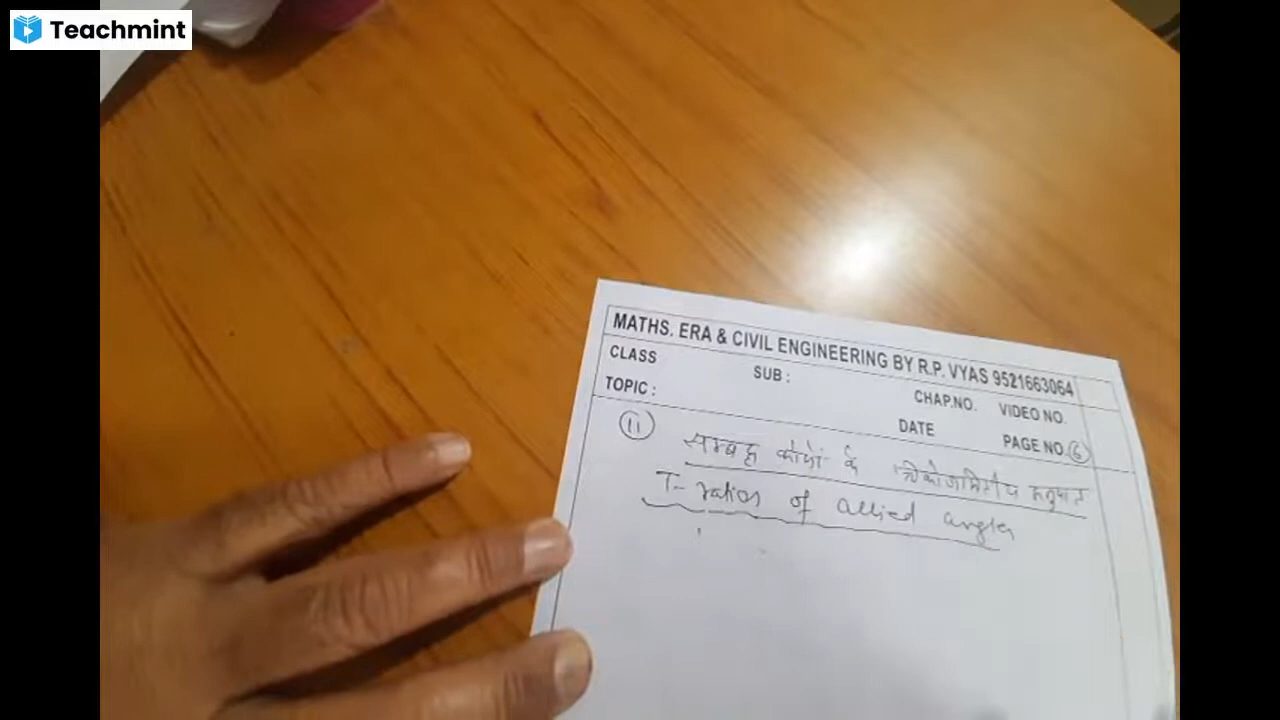 Teachmint
MATHS. ERA & CIVIL ENGINEERING BY R.P. VYAS 9521663064
CLASS SUB : CHAP.NO. VIDEO NO.
TOPIC : DATE PAGE NO. 6
11 सम्बद्ध कोणों के त्रिकोणमितीय अनुपात
T-ratios of allied angles